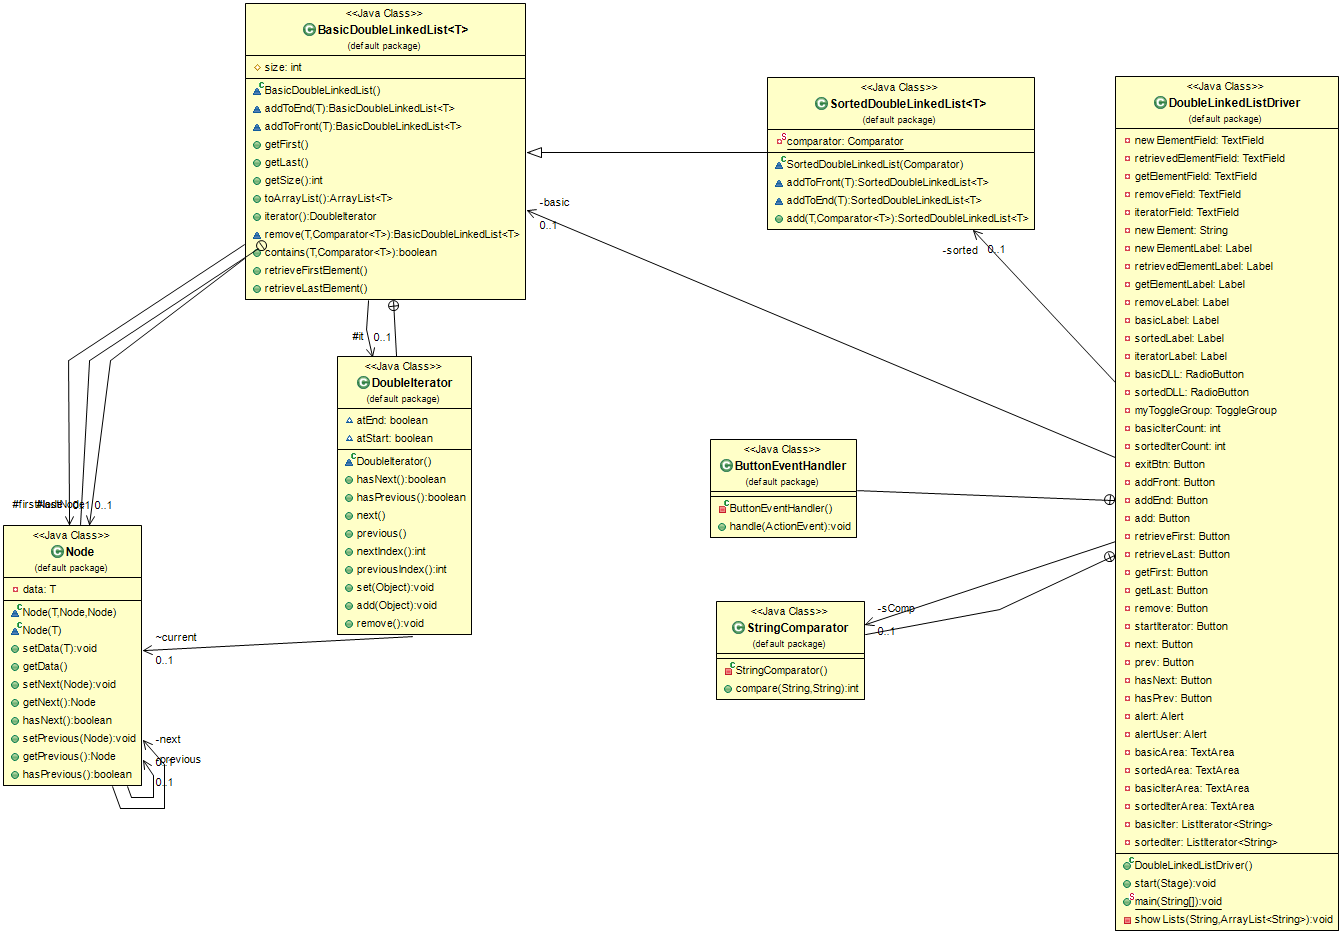 <<Java Class>>
BasicDoubleLinkedList<T>
(default package)
size: int
BasicDoubleLinkedList()
addToEnd(T):BasicDoubleLinkedList<T>
addToFront(T):BasicDoubleLinkedList<T>
getFirst()
getLast()
getSize():int
toArrayList():ArrayList<T>
iterator():DoubleIterator
remove(T,Comparator<T>):BasicDoubleLinkedList<T>
contains(T,Comparator<T>):boolean
retrieveFirstElement()
retrieveLastElement()
<<Java Class>>
SortedDoubleLinkedList<T>
(default package)
comparator: Comparator
SortedDoubleLinkedList(Comparator)
addToFront(T):SortedDoubleLinkedList<T>
addToEnd(T):SortedDoubleLinkedList<T>
add(T,Comparator<T>):SortedDoubleLinkedList<T>
-basic
0..1
-sorted 0..1
#it 0..1
<<Java Class>>
DoubleIterator
(default package)
atEnd: boolean
atStart: boolean
DoubleIterator()
hasNext():boolean
hasPrevious():boolean
next()
previous()
nextIndex():int
previousIndex():int
set(Object):void
add(Object):void
remove():void
0..1
<<Java Class>>
Node
(default package)
data: T
Node(T,Node,Node)
Node(T)
setData(T):void
getData()
setNext(Node):void
getNext():Node
hasNext():boolean
setPrevious(Node):void
getPrevious():Node
hasPrevious():boolean
~current
0..1
-next
-previous
0..1
<<Java Class>>
ButtonEventHandler
(default package)
ButtonEventHandler()
handle(ActionEvent):void
<<Java Class>>
StringComparator
(default package)
StringComparator()
compare(String,String):int
-sComp
0..1
<<Java Class>>
DoubleLinkedListDriver
(default package)
newElementField: TextField
retrievedElementField: TextField
getElementField: TextField
removeField: TextField
iteratorField: TextField
newElement: String
newElementLabel: Label
retrievedElementLabel: Label
getElementLabel: Label
removeLabel: Label
basicLabel: Label
sortedLabel: Label
iteratorLabel: Label
basicDLL: RadioButton
sortedDLL: RadioButton
myToggleGroup: ToggleGroup
basicIterCount: int
sortedIterCount: int
exitBtn: Button
addFront: Button
addEnd: Button
add: Button
retrieveFirst: Button
retrieveLast: Button
getFirst: Button
getLast: Button
remove: Button
startIterator: Button
next: Button
prev: Button
hasNext: Button
hasPrev: Button
alert: Alert
alertUser: Alert
basicArea: TextArea
sortedArea: TextArea
basicIterArea: TextArea
sortedIterArea: TextArea
basicIter: ListIterator<String>
sortedIter: ListIterator<String>
DoubleLinkedListDriver()
start(Stage):void
main(String[]):void
showLists(String,ArrayList<String>):void